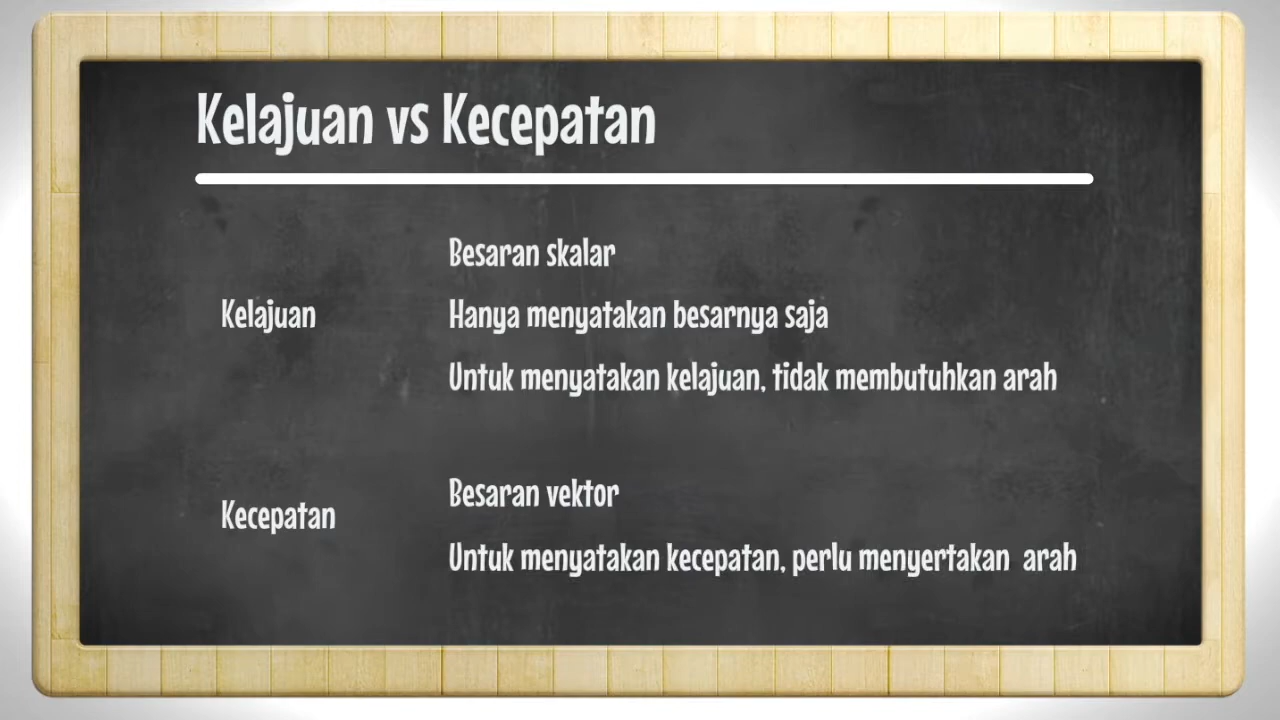 Kelajuan vs Kecepatan
Besaran skalar
Kelajuan
Hanya menyatakan besarnya saja
Untuk menyatakan kelajuan, tidak membutuhkan arah
Besaran vektor
Kecepatan
Untuk menyatakan kecepatan, perlu menyertakan arah